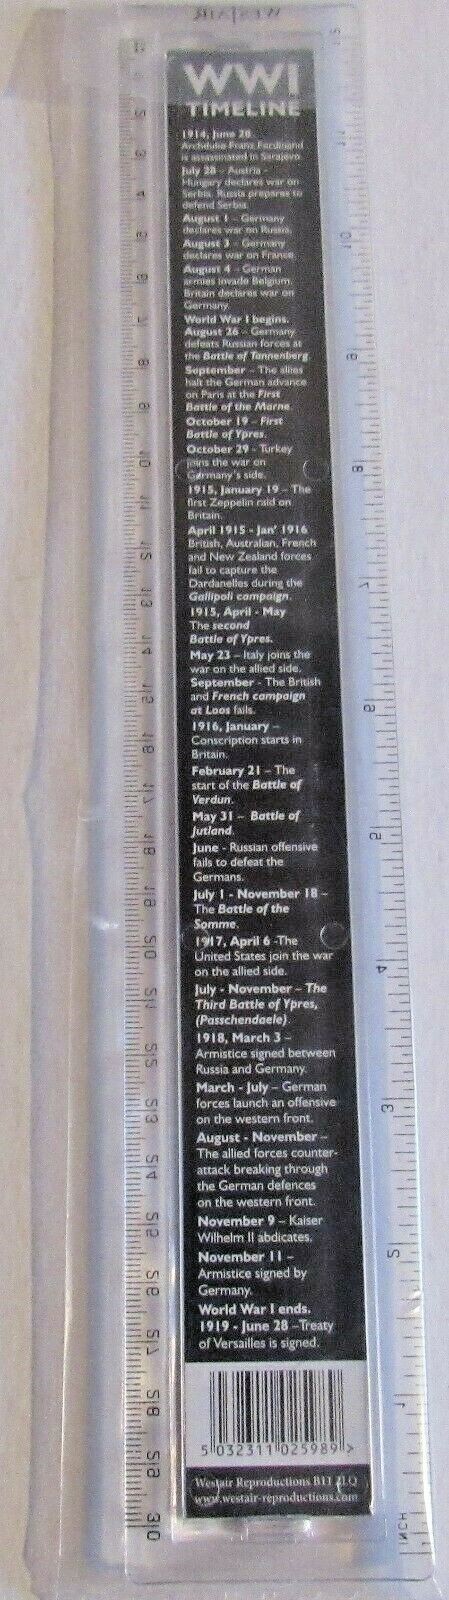 WESTAIR
WWI
TIMELINE
1914, June 28
Archduke Franz Ferdinand
is assassinated in Sarajevo.
July 28 – Austria -
Hungary declares war on
Serbia. Russia prepares to
defend Serbia.
August 1 – Germany
declares war on Russia.
August 3 – Germany
declares war on France.
August 4 – German
armies invade Belgium.
Britain declares war on
Germany.
World War I begins.
August 26 – Germany
defeats Russian forces at
the Battle of Tannenberg.
September – The allies
halt the German advance
on Paris at the First
Battle of the Marne.
October 19 – First
Battle of Ypres.
October 29 - Turkey
joins the war on
Germany's side.
1915, January 19 – The
first Zeppelin raid on
Britain.
April 1915 - Jan' 1916
British, Australian, French
and New Zealand forces
fail to capture the
Dardanelles during the
Gallipoli campaign.
1915, April - May
The second
Battle of Ypres.
May 23 – Italy joins the
war on the allied side.
September - The British
and French campaign
at Loos fails.
1916, January –
Conscription starts in
Britain.
February 21 – The
start of the Battle of
Verdun.
May 31 – Battle of
Jutland.
June - Russian offensive
fails to defeat the
Germans.
July 1 - November 18 –
The Battle of the
Somme.
1917, April 6 -The
United States join the war
on the allied side.
July - November – The
Third Battle of Ypres,
(Passchendaele).
1918, March 3 –
Armistice signed between
Russia and Germany.
March - July – German
forces launch an offensive
on the western front.
August - November –
The allied forces counter-
attack breaking through
the German defences
on the western front.
November 9 – Kaiser
Wilhelm II abdicates.
November 11 –
Armistice signed by
Germany.
World War I ends.
1919 - June 28 –Treaty
of Versailles is signed.
5 032311 025989 >
Westair Reproductions B11 2LQ
www.westair-reproductions.com
INCH